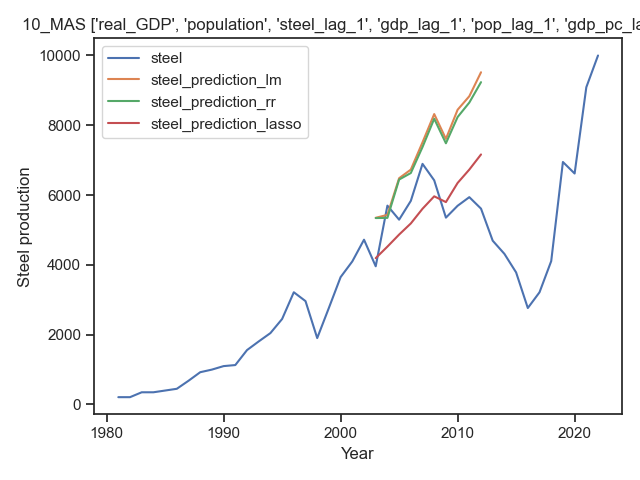 10_MAS ['real_GDP', 'population', 'steel_lag_1', 'gdp_lag_1', 'pop_lag_1', 'gdp_pc_la
steel
steel_prediction_lm
steel_prediction_rr
steel_prediction_lasso
Steel production
10000
8000
6000
4000
2000
0
1980
1990
2000
2010
2020
Year